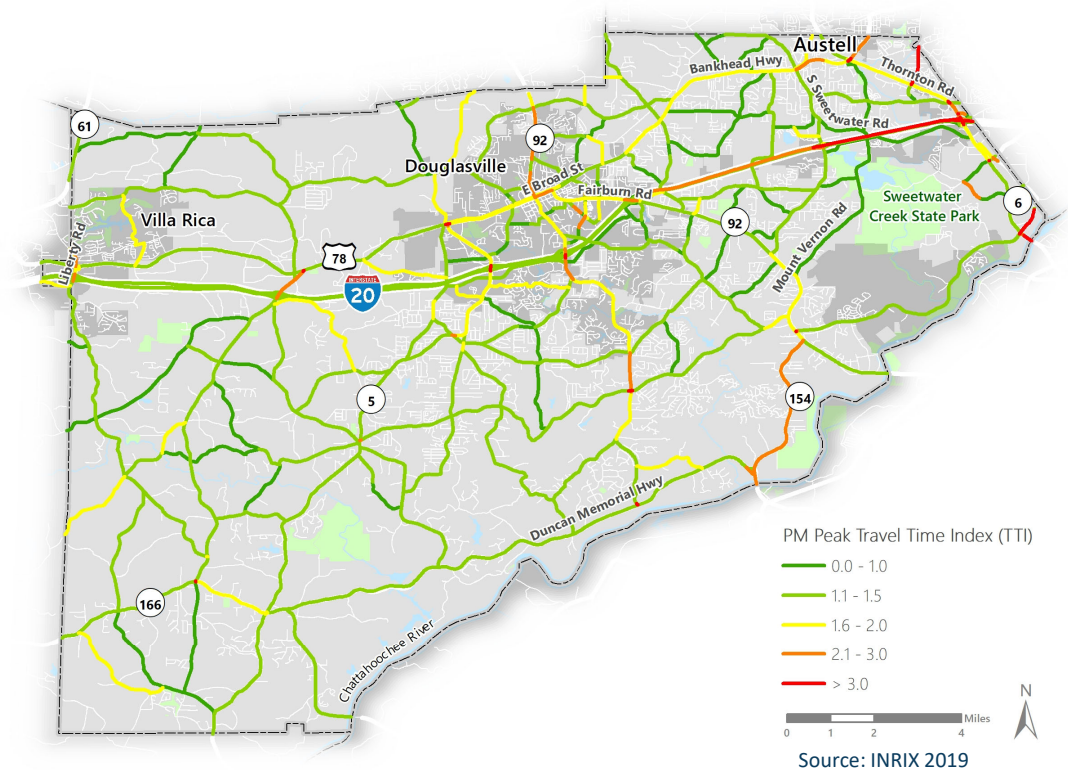 Austell
Bankhead Hwy
Thornton Rd
S Sweetwater Rd
61
92
Douglasville
E Broad St
Fairburn Rd
Sweetwater
Creek State Park
6
Villa Rica
92
Liberty Rd
78
Mount Vernon Rd
INTERSTATE
20
5
154
Duncan Memorial Hwy
166
Chattahoochee River
PM Peak Travel Time Index (TTI)
0.0 - 1.0
1.1 - 1.5
1.6 - 2.0
2.1 - 3.0
> 3.0
N
Miles
0 1 2 4
Source: INRIX 2019